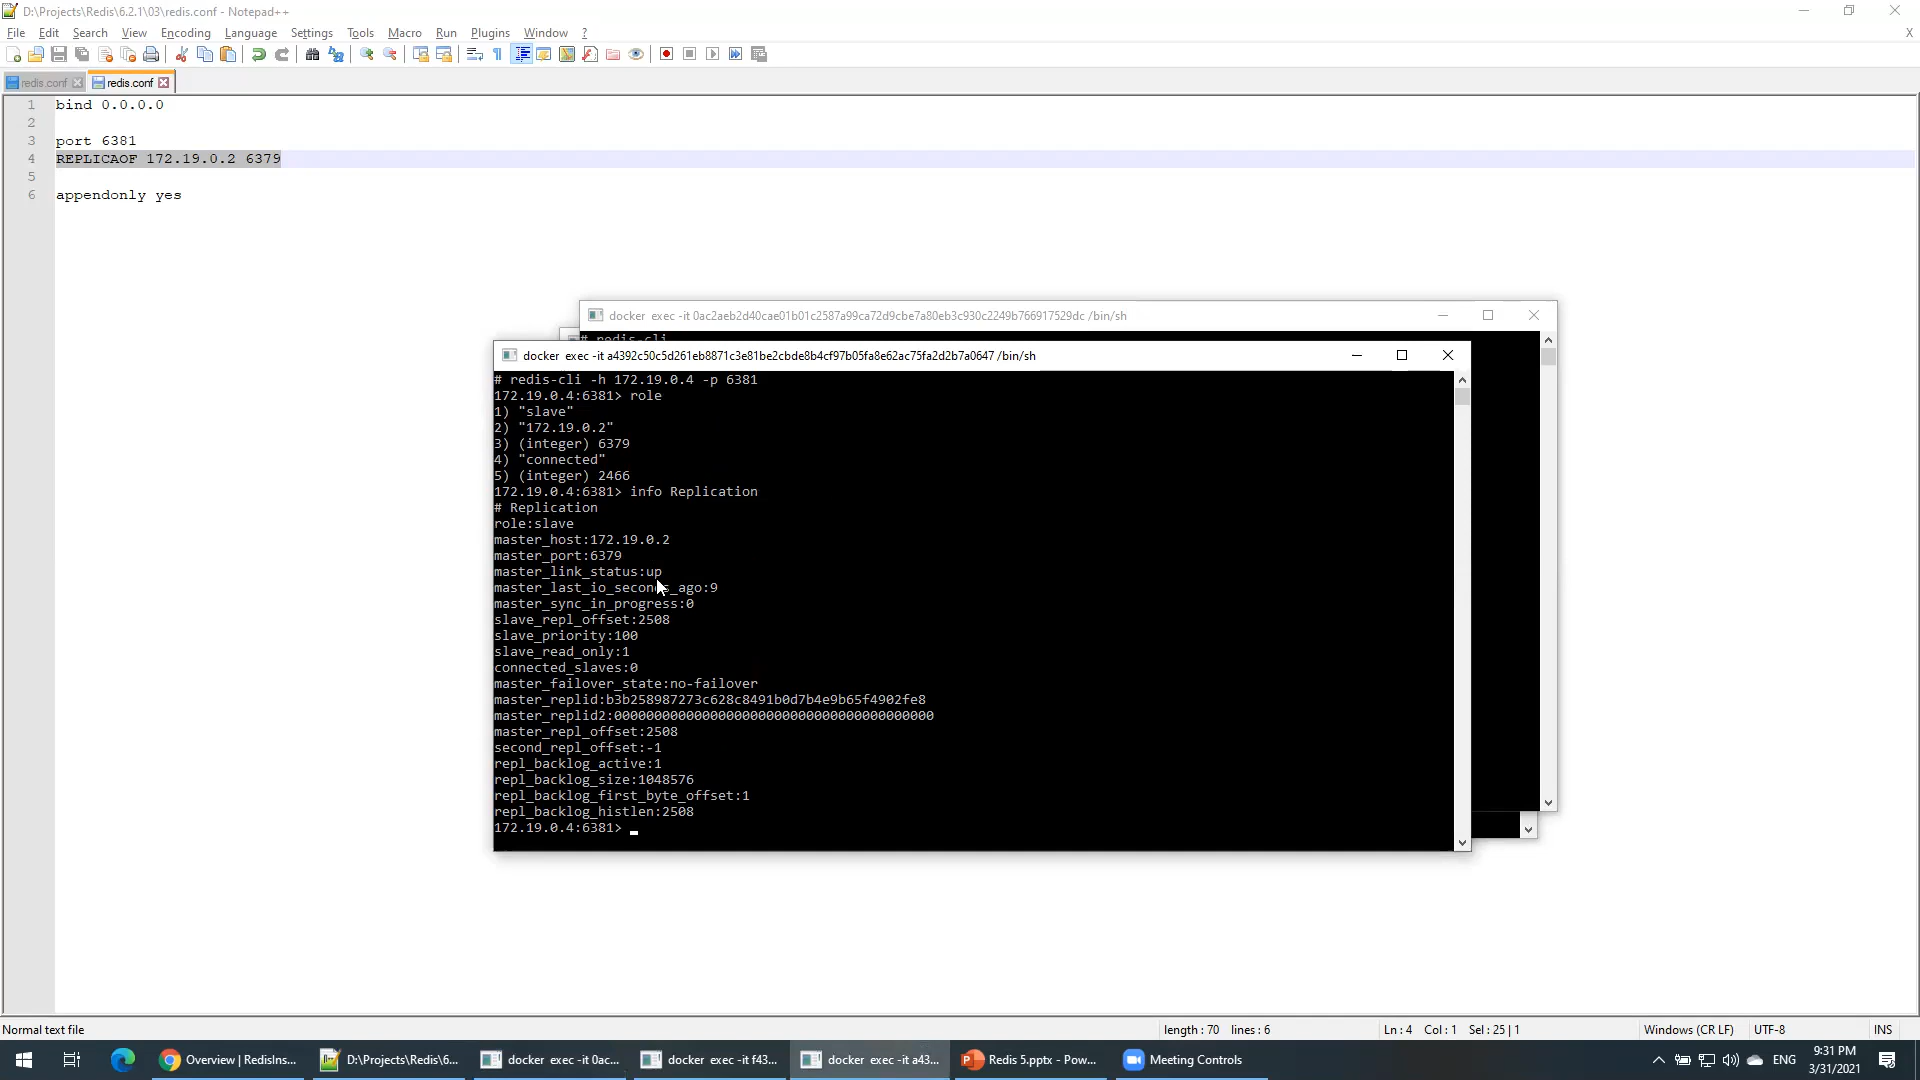 D:\Projects\Redis\6.2.1\03\redis.conf - Notepad++
File Edit Search View Encoding Language Settings Tools Macro Run Plugins Window ? X
redis.conf redis.conf
1 bind 0.0.0.0
2
3 port 6381
4 REPLICAOF 172.19.0.2 6379
5
6 appendonly yes
docker exec -it 0ac2aeb2d40cae01b01c2587a99ca72d9cbe7a80eb3c930c2249b766917529dc /bin/sh
# redis-cli
docker exec -it a4392c50c5d261eb8871c3e81be2cbde8b4cf97b05fa8e62ac75fa2d2b7a0647 /bin/sh
# redis-cli -h 172.19.0.4 -p 6381
172.19.0.4:6381> role
1) "slave"
2) "172.19.0.2"
3) (integer) 6379
4) "connected"
5) (integer) 2466
172.19.0.4:6381> info Replication
# Replication
role:slave
master_host:172.19.0.2
master_port:6379
master_link_status:up
master_last_io_seconds_ago:9
master_sync_in_progress:0
slave_repl_offset:2508
slave_priority:100
slave_read_only:1
connected_slaves:0
master_failover_state:no-failover
master_replid:b3b258987273c628c8491b0d7b4e9b65f4902fe8
master_replid2:0000000000000000000000000000000000000000
master_repl_offset:2508
second_repl_offset:-1
repl_backlog_active:1
repl_backlog_size:1048576
repl_backlog_first_byte_offset:1
repl_backlog_histlen:2508
172.19.0.4:6381>
Normal text file length : 70 lines : 6 Ln : 4 Col : 1 Sel : 25 | 1 Windows (CR LF) UTF-8 INS
Overview | RedisIns... D:\Projects\Redis\6... docker exec -it 0ac... docker exec -it f43... docker exec -it a43... Redis 5.pptx - Pow... Meeting Controls ENG 9:31 PM
3/31/2021